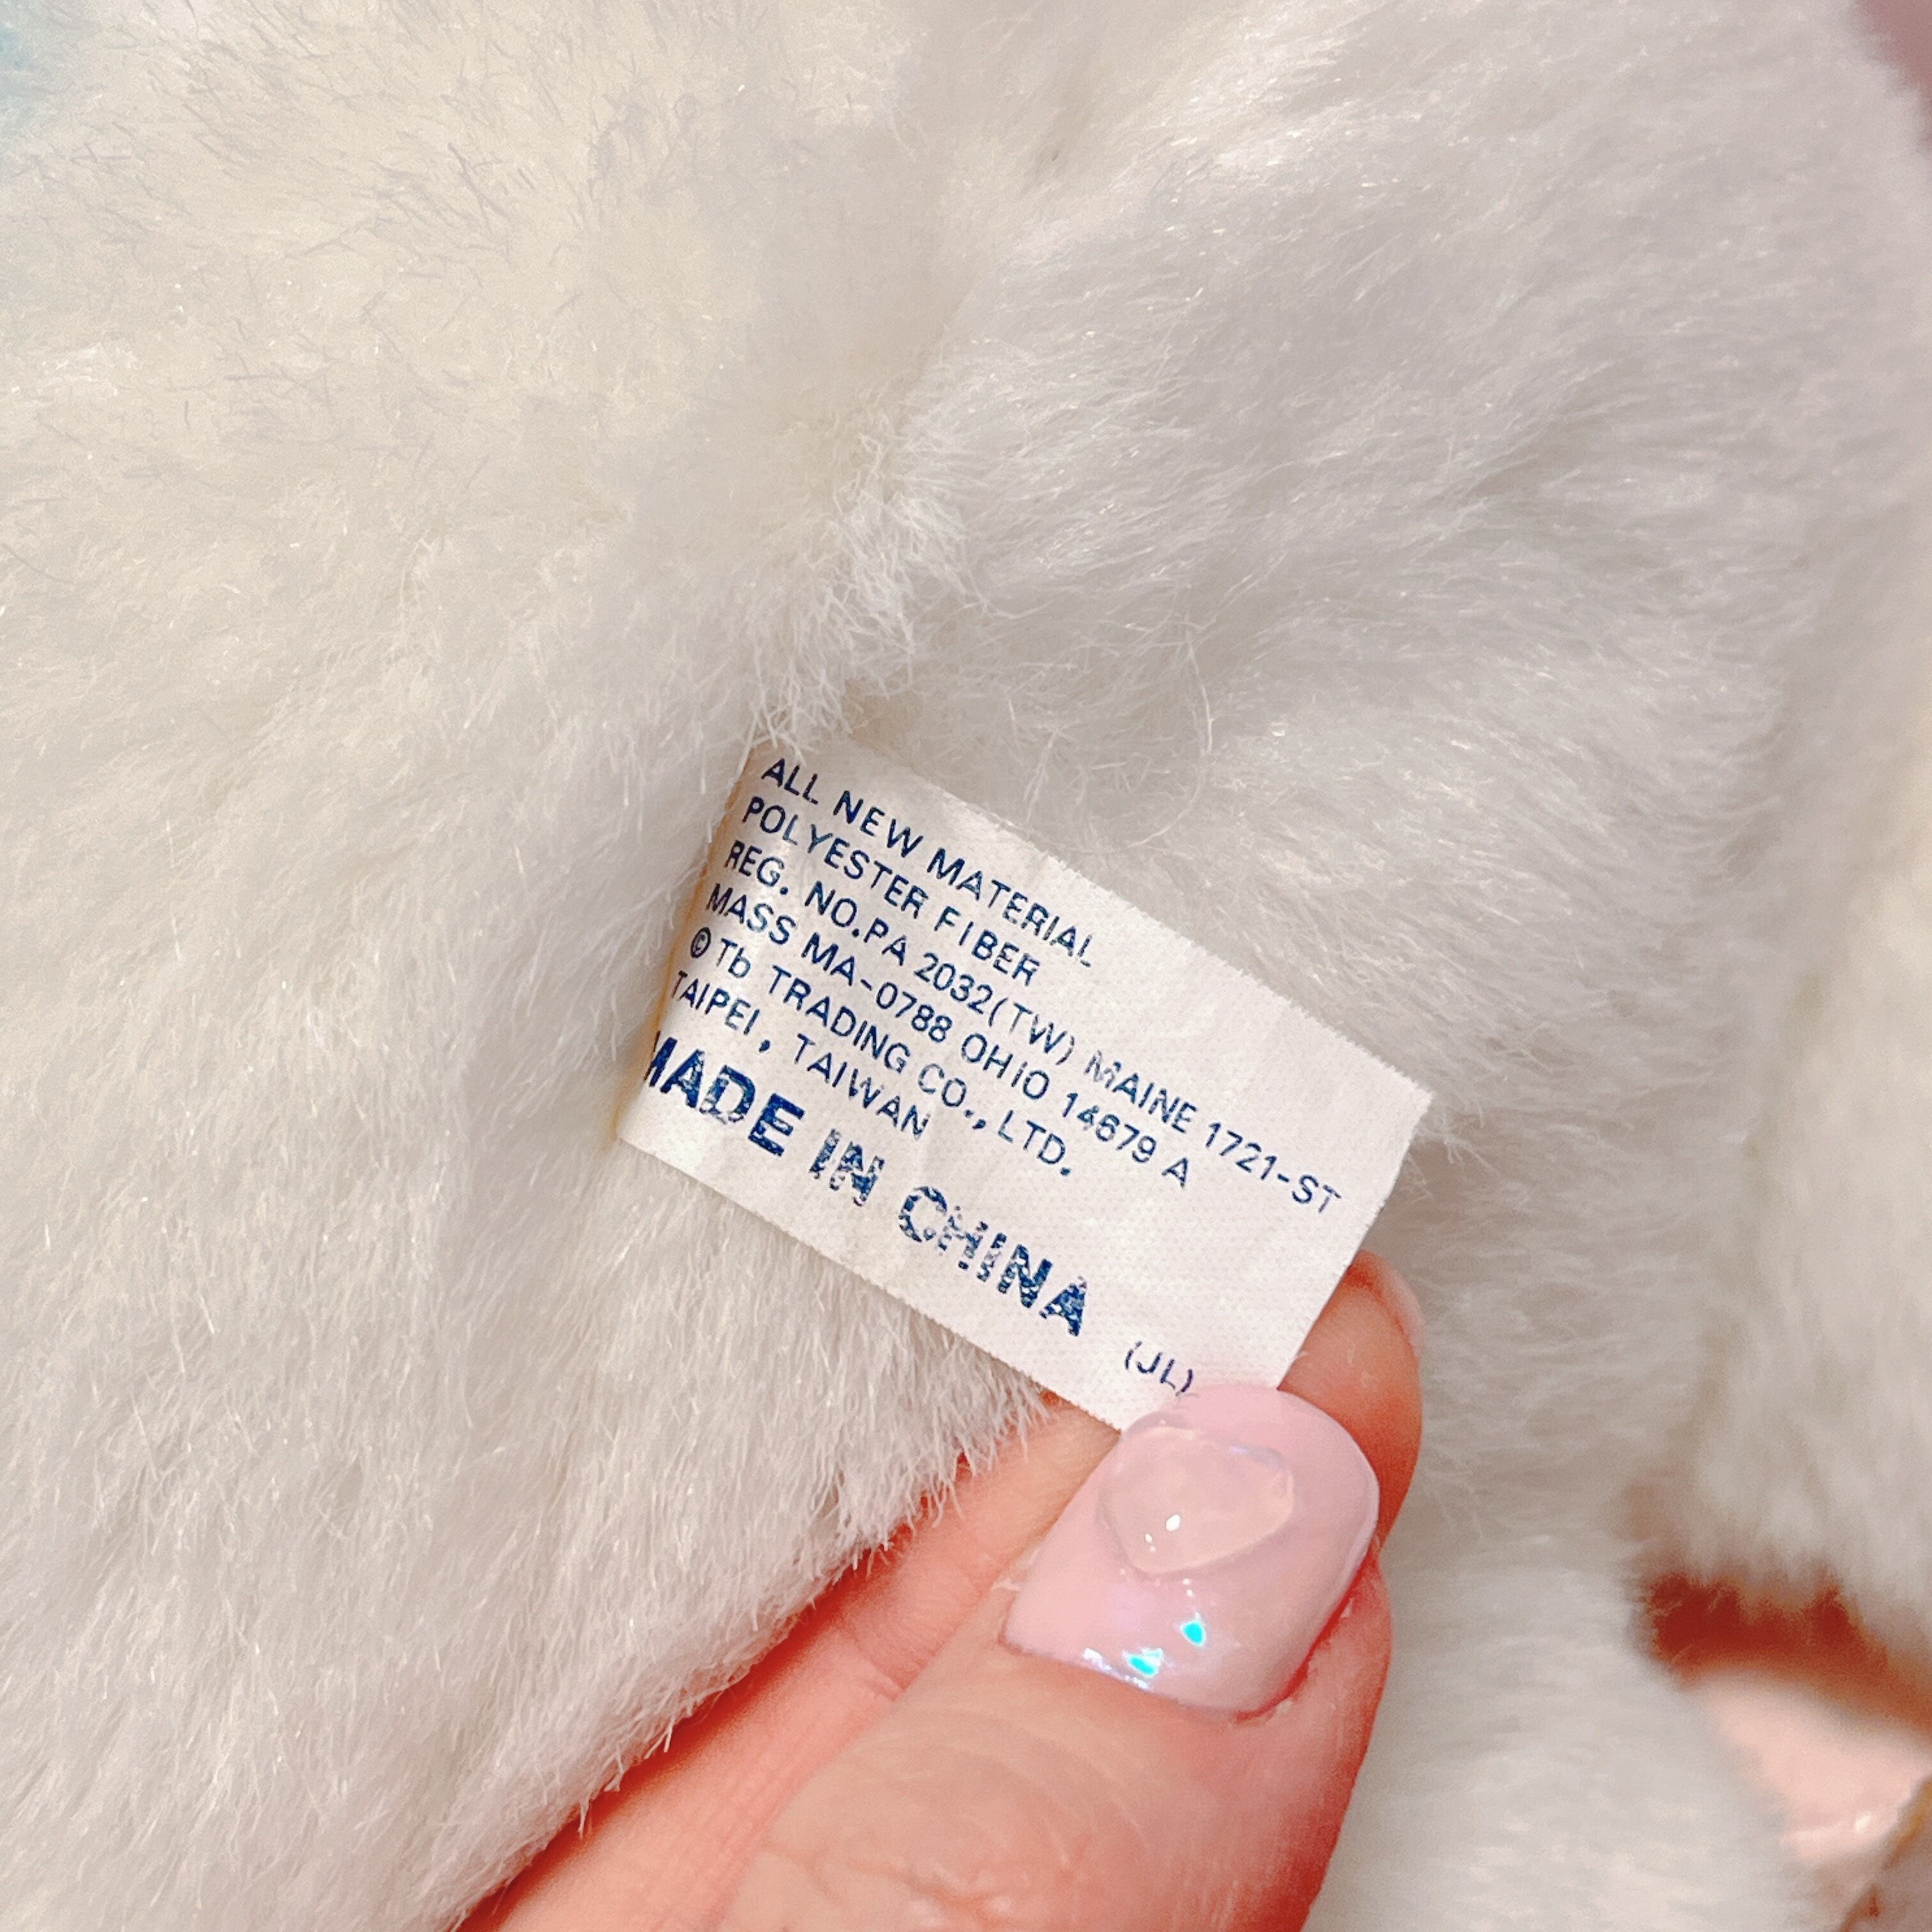 ALL NEW MATERIAL
POLYESTER FIBER
REG. NO.PA 2032(TW) MAINE 1721-ST
MASS MA-0788 OHIO 14679 A
©Tb TRADING CO., LTD.
TAIPEI, TAIWAN
MADE IN CHINA
(JL)